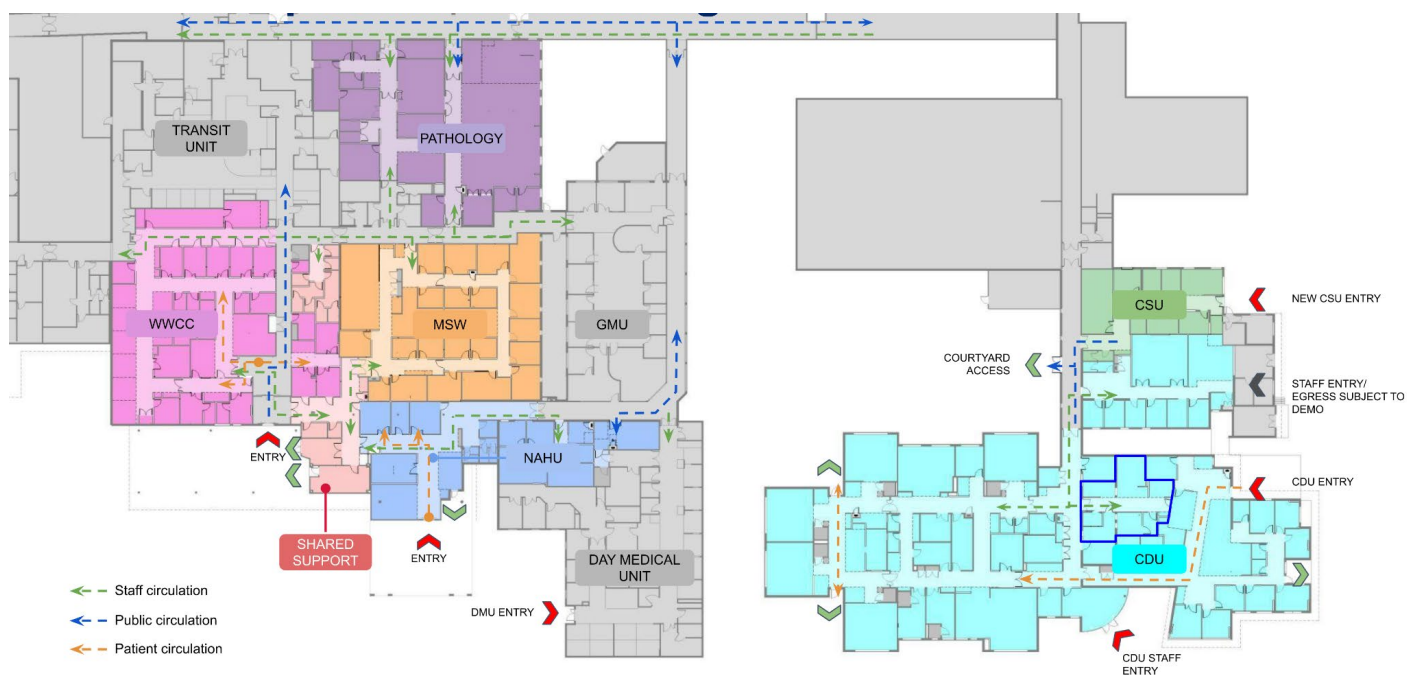 TRANSIT
UNIT
PATHOLOGY
WWCC
MSW
GMU
CSU
NEW CSU ENTRY
COURTYARD
ACCESS
STAFF ENTRY/
EGRESS SUBJECT TO
DEMO
ENTRY
NAHU
CDU ENTRY
SHARED
SUPPORT
ENTRY
DAY MEDICAL
UNIT
CDU
DMU ENTRY
CDU STAFF
ENTRY
Staff circulation
Public circulation
Patient circulation